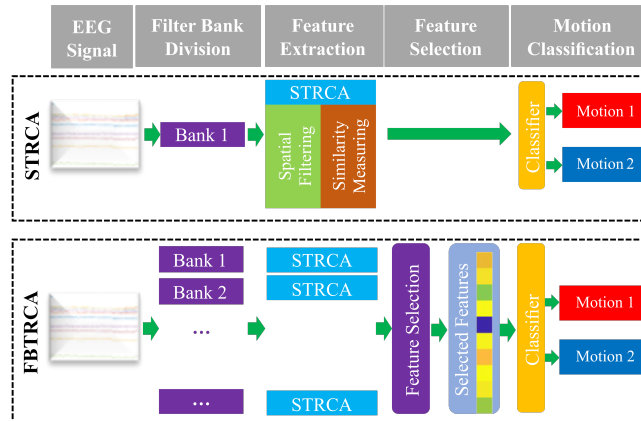 EEG
Signal
Filter Bank
Division
Feature
Extraction
Feature
Selection
Motion
Classification
STRCA
Bank 1
STRCA
Spatial
Filtering
Similarity
Measuring
Classifier
Motion 1
Motion 2
FBTRCA
Bank 1
Bank 2
...
...
STRCA
STRCA
STRCA
Feature Selection
Selected Features
Classifier
Motion 1
Motion 2